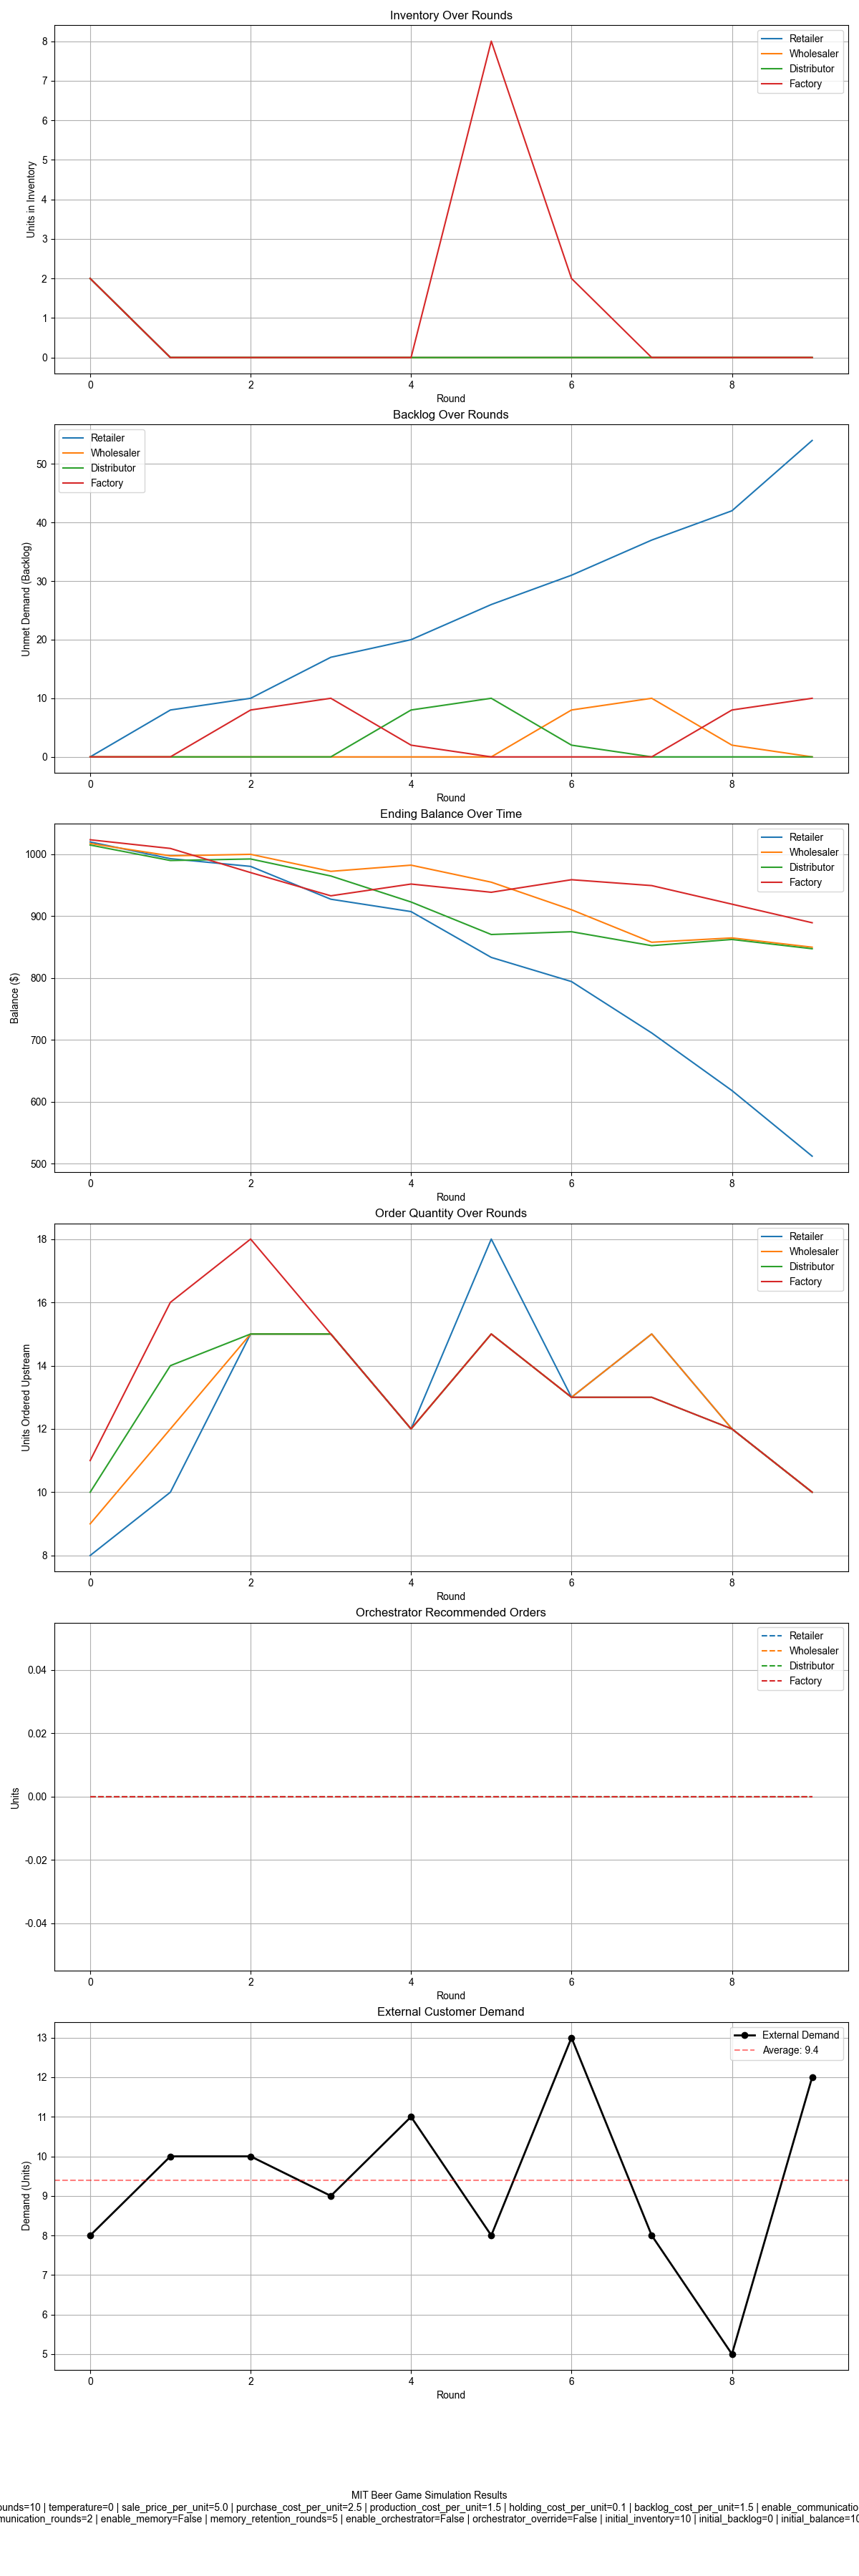 Inventory Over Rounds
Units in Inventory
8
7
6
5
4
3
2
1
0
Retailer
Wholesaler
Distributor
Factory
0 2 4 6 8
Round
Backlog Over Rounds
Unmet Demand (Backlog)
50
40
30
20
10
0
Retailer
Wholesaler
Distributor
Factory
0 2 4 6 8
Round
Ending Balance Over Time
Balance ($)
1000
900
800
700
600
500
Retailer
Wholesaler
Distributor
Factory
0 2 4 6 8
Round
Order Quantity Over Rounds
Units Ordered Upstream
18
16
14
12
10
8
Retailer
Wholesaler
Distributor
Factory
0 2 4 6 8
Round
Orchestrator Recommended Orders
Units
0.04
0.02
0.00
-0.02
-0.04
Retailer
Wholesaler
Distributor
Factory
0 2 4 6 8
Round
External Customer Demand
Demand (Units)
13
12
11
10
9
8
7
6
5
External Demand
Average: 9.4
0 2 4 6 8
Round
MIT Beer Game Simulation Results
ounds=10 | temperature=0 | sale_price_per_unit=5.0 | purchase_cost_per_unit=2.5 | production_cost_per_unit=1.5 | holding_cost_per_unit=0.1 | backlog_cost_per_unit=1.5 | enable_communicatio
munication_rounds=2 | enable_memory=False | memory_retention_rounds=5 | enable_orchestrator=False | orchestrator_override=False | initial_inventory=10 | initial_backlog=0 | initial_balance=10